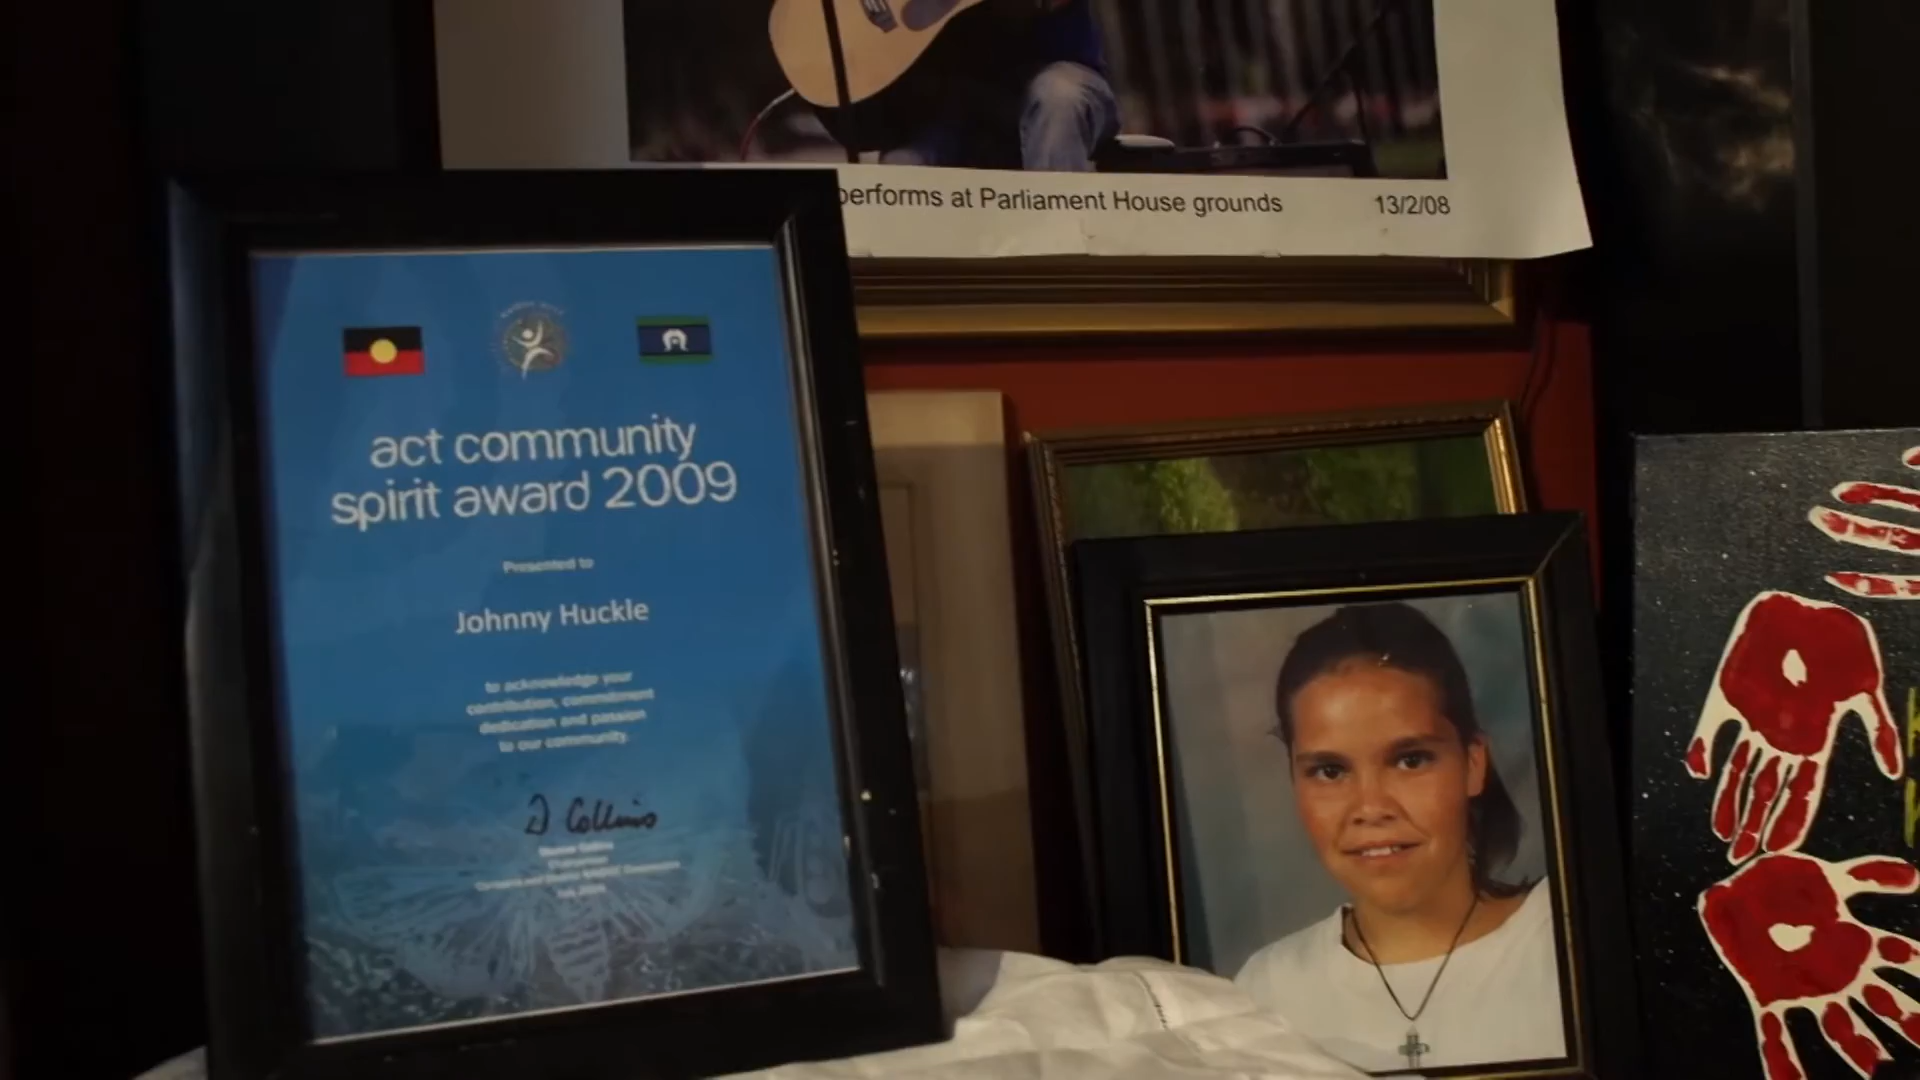 performs at Parliament House grounds 13/2/08
act community
spirit award 2009
Presented to
Johnny Huckle
to acknowledge your
contribution, commitment
dedication and passion
to our community.
D Collins